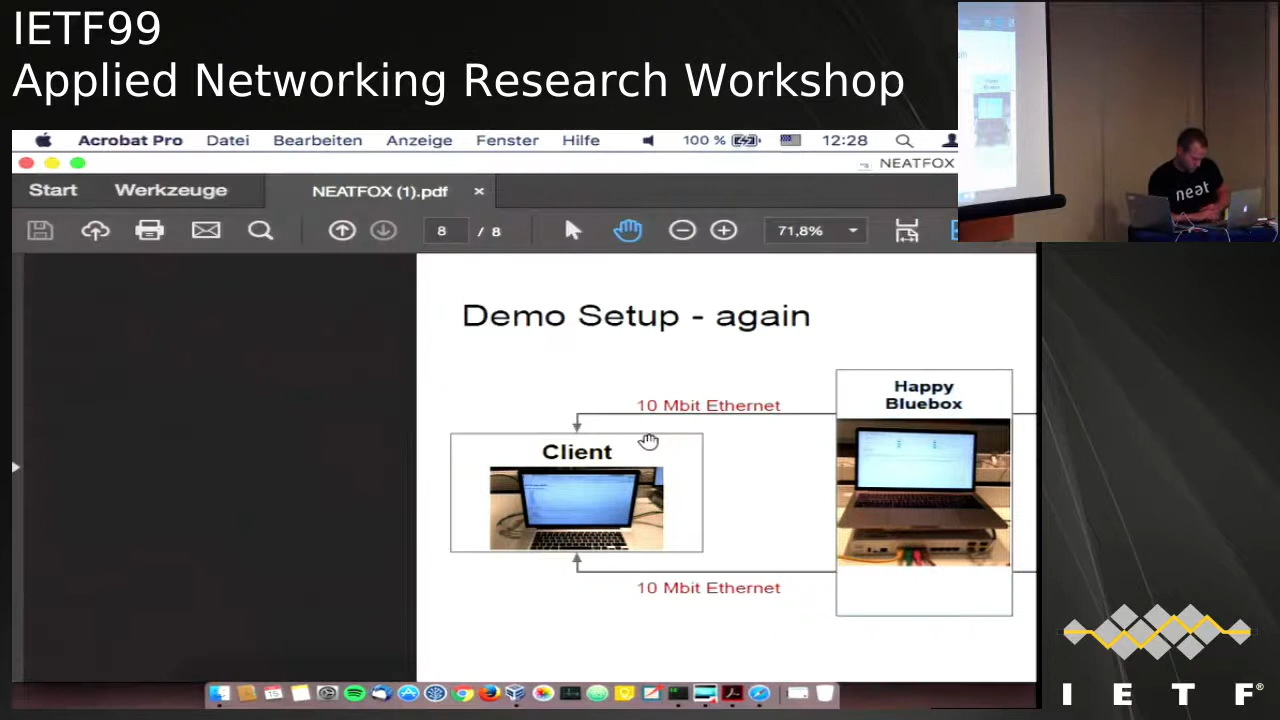 IETF99
Applied Networking Research Workshop
Acrobat Pro Datei Bearbeiten Anzeige Fenster Hilfe 100 % 12:28
NEATFOX
Start Werkzeuge NEATFOX (1).pdf ×
8 / 8 71,8%
Demo Setup - again
Happy
Bluebox
10 Mbit Ethernet
Client
10 Mbit Ethernet
neat
I E T F®